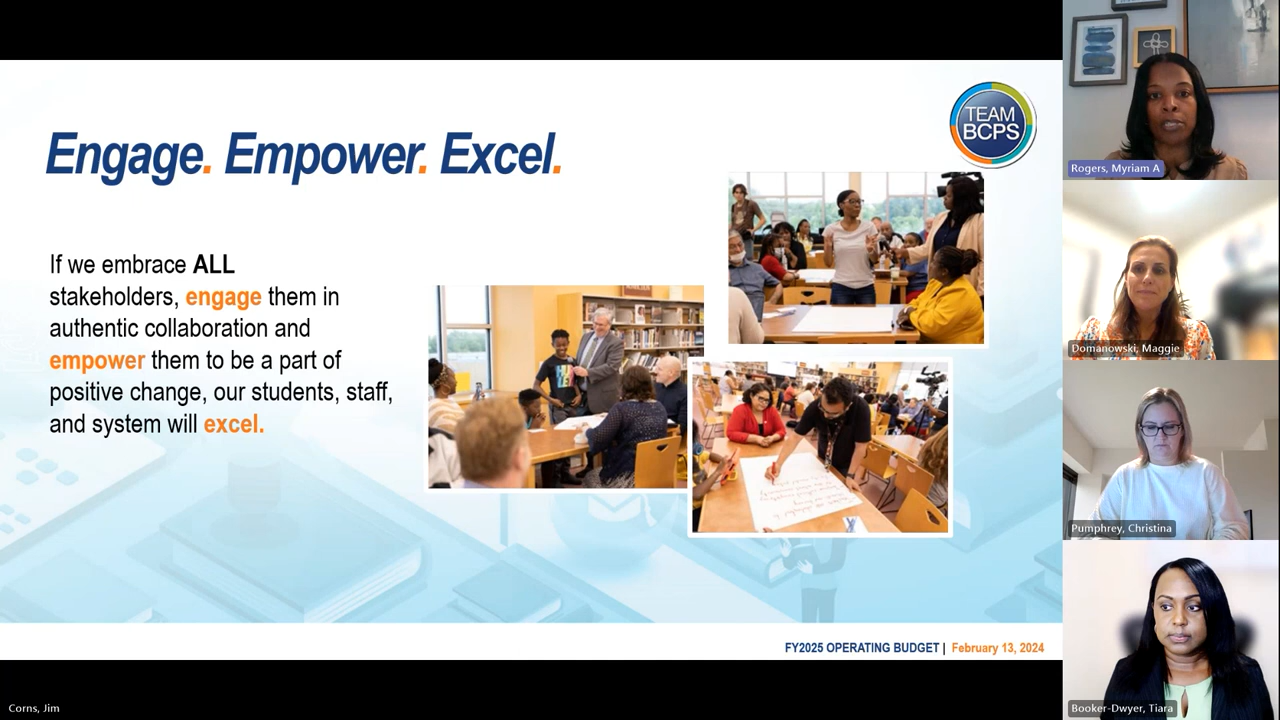 Engage. Empower. Excel.
TEAM
BCPS
If we embrace ALL
stakeholders, engage them in
authentic collaboration and
empower them to be a part of
positive change, our students, staff,
and system will excel.
FY2025 OPERATING BUDGET | February 13, 2024
Corns, Jim
Rogers, Myriam A
Domanowski, Maggie
Pumphrey, Christina
Booker-Dwyer, Tiara